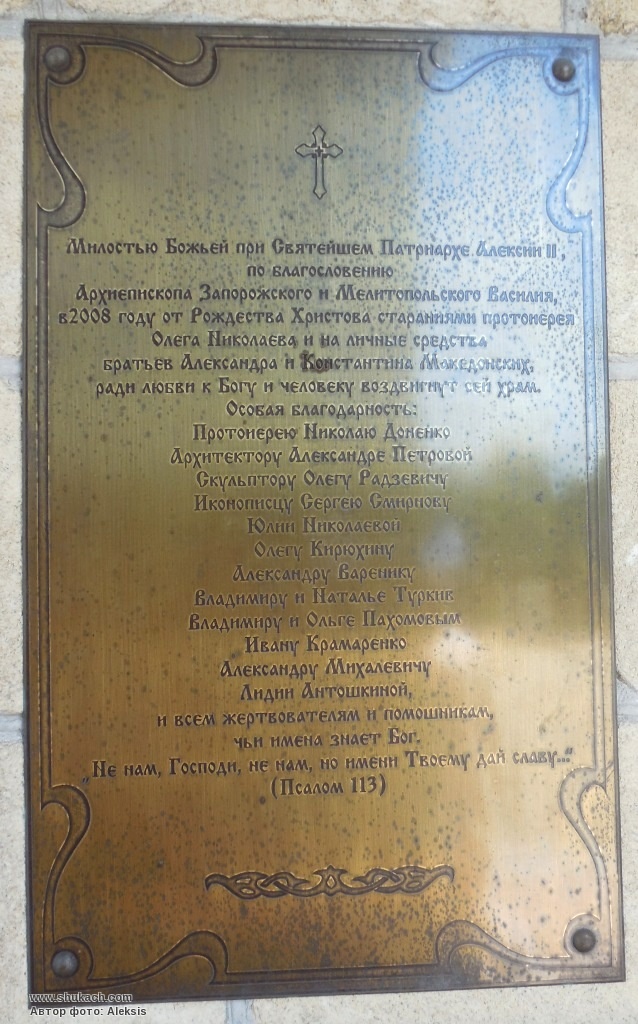 Милостью Божьей при Святейшем Патриархе Алексии II,
по благословению
Архиепископа Запорожского и Мелитопольского Василия,
в2008 году от Рождества Христова стараниями протоиерея
Олега Николаева и на личные средства
братьев Александра и Константина Македонских,
ради любви к Богу и человеку воздвигнут сей храм.
Особая благодарность:
Протоиерею Николаю Доненко
Архитектору Александре Петровой
Скульптору Олегу Радзевичу
Иконописцу Сергею Смирнову
Юлии Николаевой
Олегу Кирюхину
Александру Варенику
Владимиру и Наталье Туркив
Владимиру и Ольге Пахомовым
Ивану Крамаренко
Александру Михалевичу
Лидии Антошкиной,
и всем жертвователям и помошникам,
чьи имена знает Бог.
„Не нам, Господи, не нам, но имени Твоему дай славу..."
(Псалом 113)
www.shukach.com
Автор фото: Aleksis